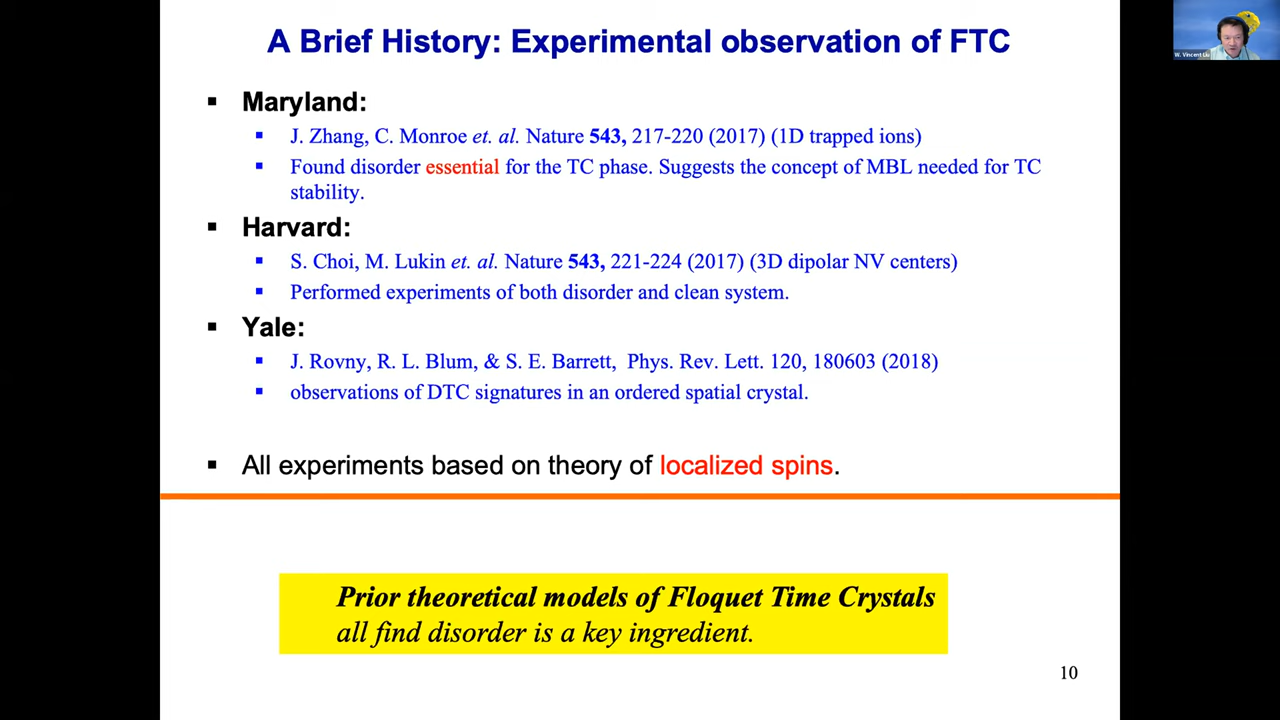 A Brief History: Experimental observation of FTC
W. Vincent Liu
▪ Maryland:
▪ J. Zhang, C. Monroe et. al. Nature 543, 217-220 (2017) (1D trapped ions)
▪ Found disorder essential for the TC phase. Suggests the concept of MBL needed for TC
stability.
▪ Harvard:
▪ S. Choi, M. Lukin et. al. Nature 543, 221-224 (2017) (3D dipolar NV centers)
▪ Performed experiments of both disorder and clean system.
▪ Yale:
▪ J. Rovny, R. L. Blum, & S. E. Barrett, Phys. Rev. Lett. 120, 180603 (2018)
▪ observations of DTC signatures in an ordered spatial crystal.
▪ All experiments based on theory of localized spins.
Prior theoretical models of Floquet Time Crystals
all find disorder is a key ingredient.
10